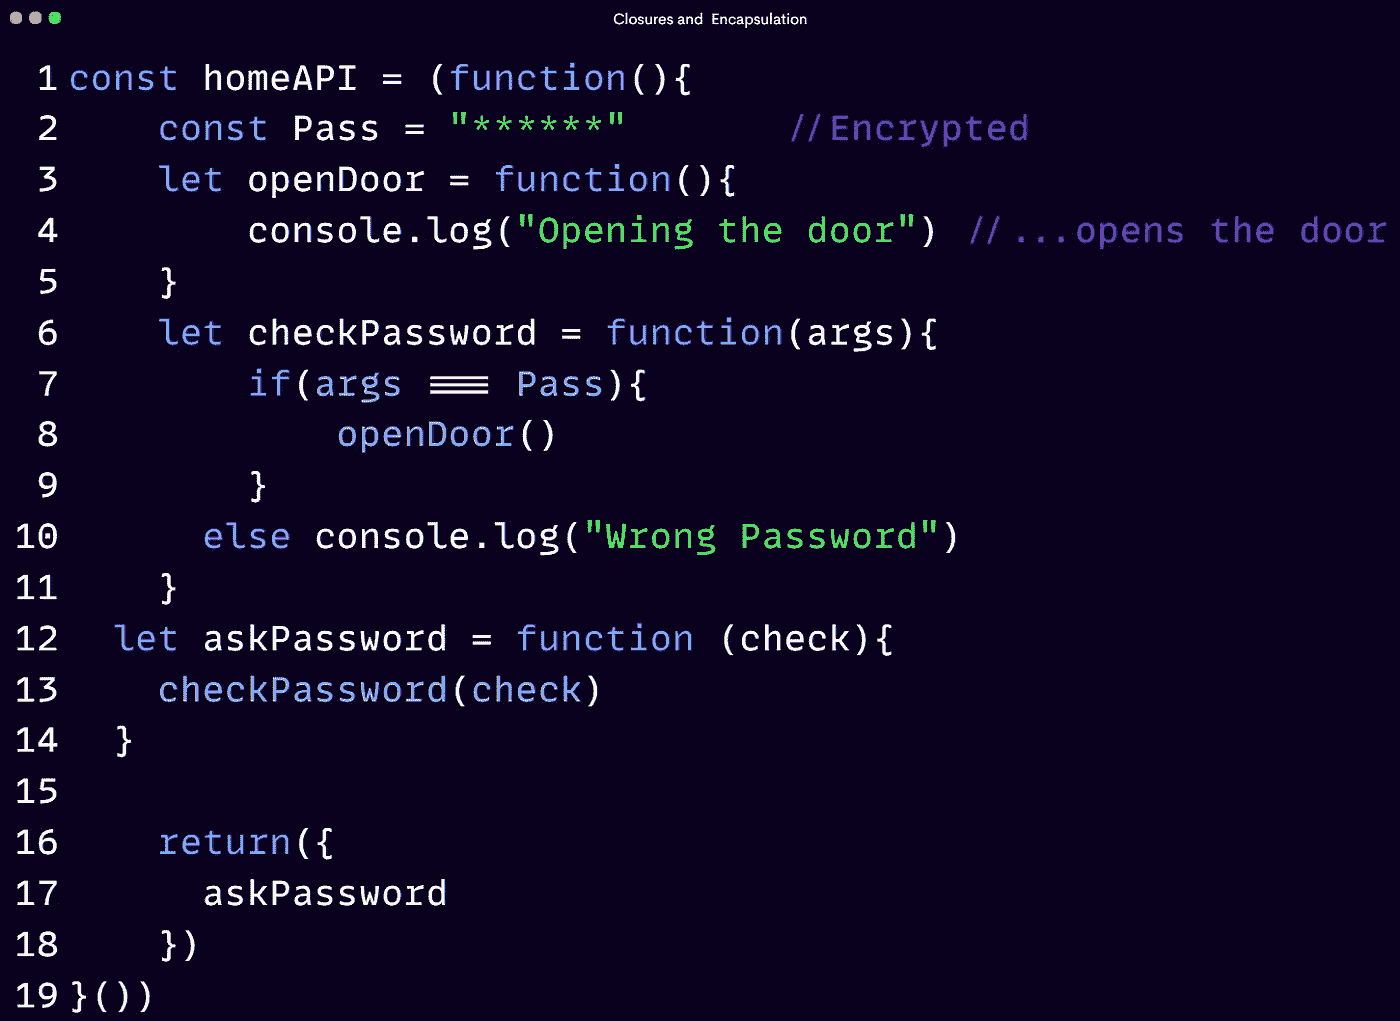 Closures and Encapsulation
1 const homeAPI = (function(){
2     const Pass = "******"       //Encrypted
3     let openDoor = function(){
4         console.log("Opening the door") //...opens the door
5     }
6     let checkPassword = function(args){
7         if(args === Pass){
8             openDoor()
9         }
10       else console.log("Wrong Password")
11     }
12   let askPassword = function (check){
13     checkPassword(check)
14   }
15
16     return({
17       askPassword
18     })
19 }())